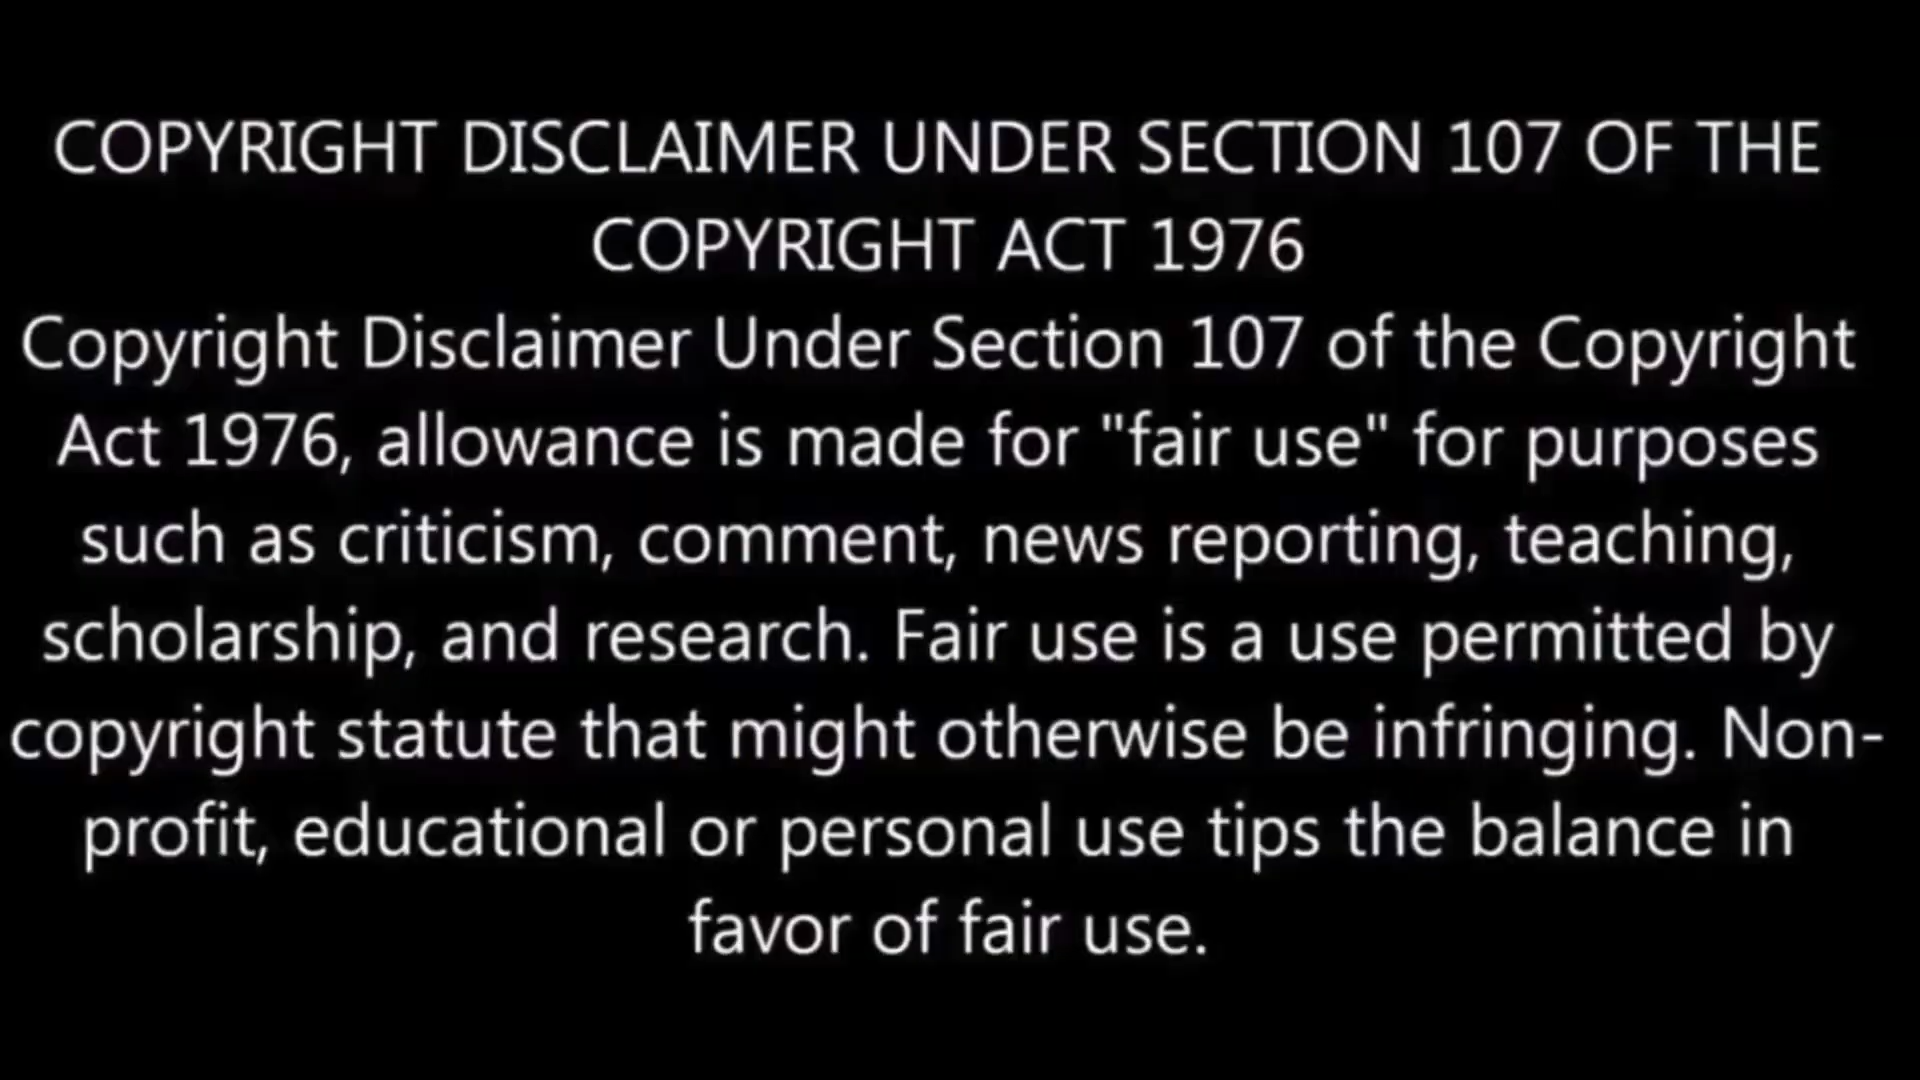 COPYRIGHT DISCLAIMER UNDER SECTION 107 OF THE
COPYRIGHT ACT 1976
Copyright Disclaimer Under Section 107 of the Copyright
Act 1976, allowance is made for "fair use" for purposes
such as criticism, comment, news reporting, teaching,
scholarship, and research. Fair use is a use permitted by
copyright statute that might otherwise be infringing. Non-
profit, educational or personal use tips the balance in
favor of fair use.